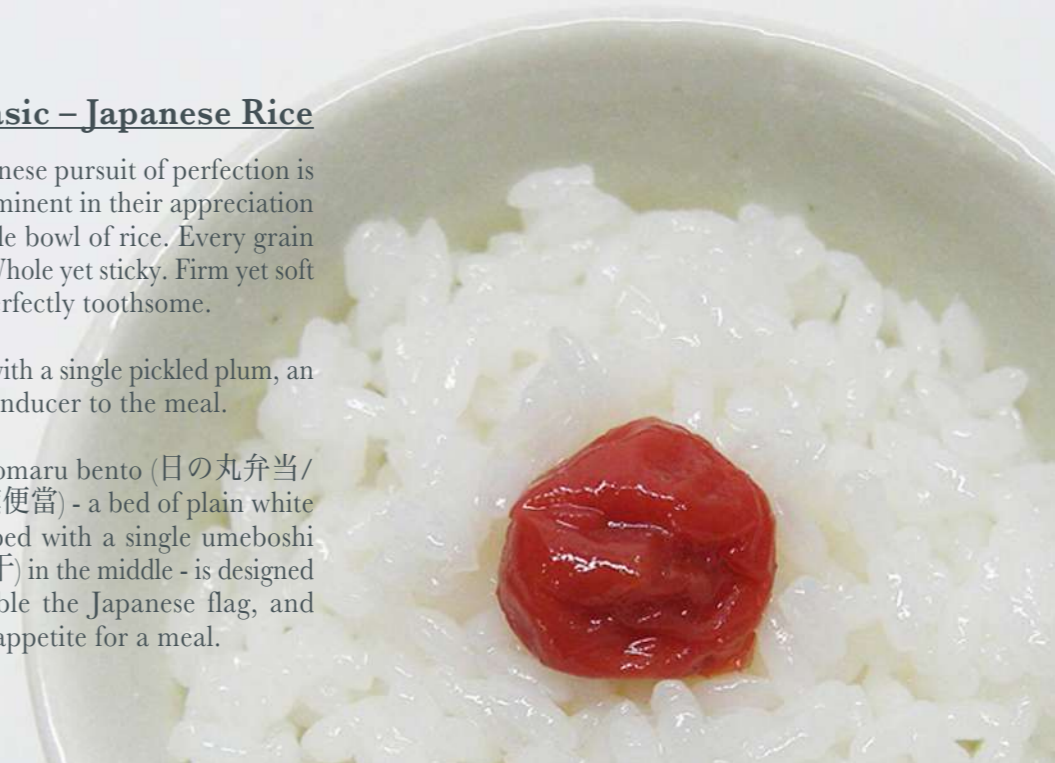 asic – Japanese Rice
nese pursuit of perfection is
minent in their appreciation
le bowl of rice. Every grain
Whole yet sticky. Firm yet soft
erfectly toothsome.
with a single pickled plum, an
nducer to the meal.
omaru bento (日の丸弁当/
便當) - a bed of plain white
ped with a single umeboshi
干) in the middle - is designed
ble the Japanese flag, and
appetite for a meal.